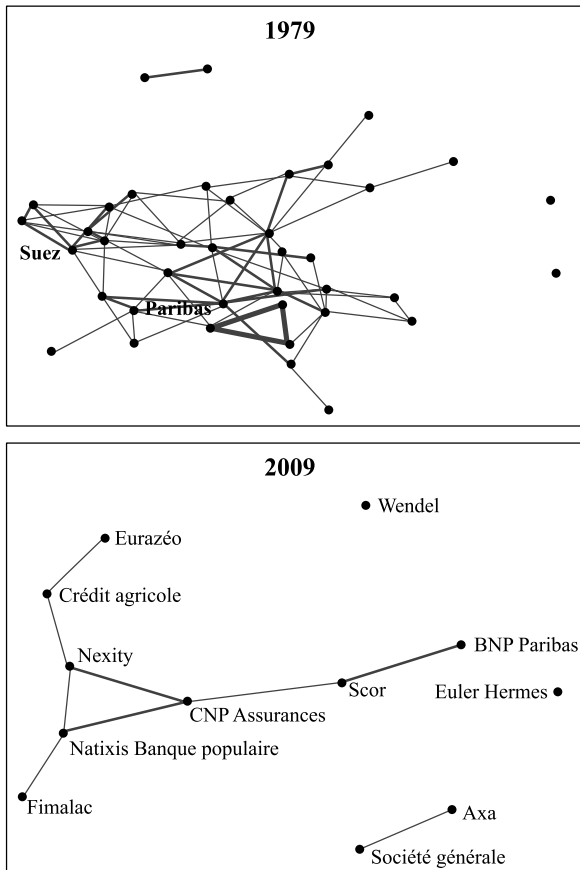 1979
Suez
Paribas
2009
Wendel
Eurazéo
Crédit agricole
BNP Paribas
Nexity
Scor
Euler Hermes
CNP Assurances
Natixis Banque populaire
Fimalac
Axa
Société générale